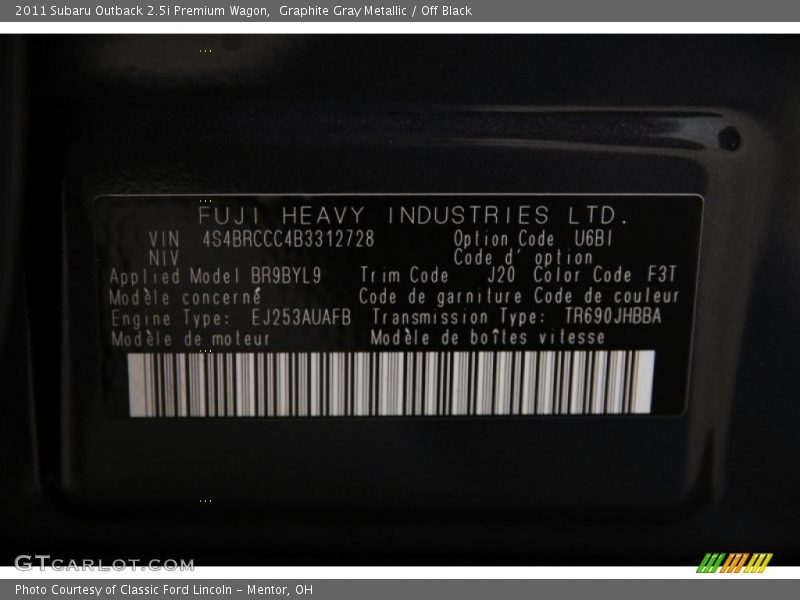 2011 Subaru Outback 2.5i Premium Wagon,  Graphite Gray Metallic / Off Black
FUJI HEAVY INDUSTRIES LTD.
VIN 4S4BRCCC4B3312728 Option Code U6BI
NIV Code d' option
Applied Model BR9BYL9 Trim Code J20 Color Code F3T
Modèle concerné Code de garniture Code de couleur
Engine Type: EJ253AUAFB Transmission Type: TR690JHBBA
Modèle de moteur Modèle de boîtes vitesse
GTCarLot.com
Photo Courtesy of Classic Ford Lincoln - Mentor, OH